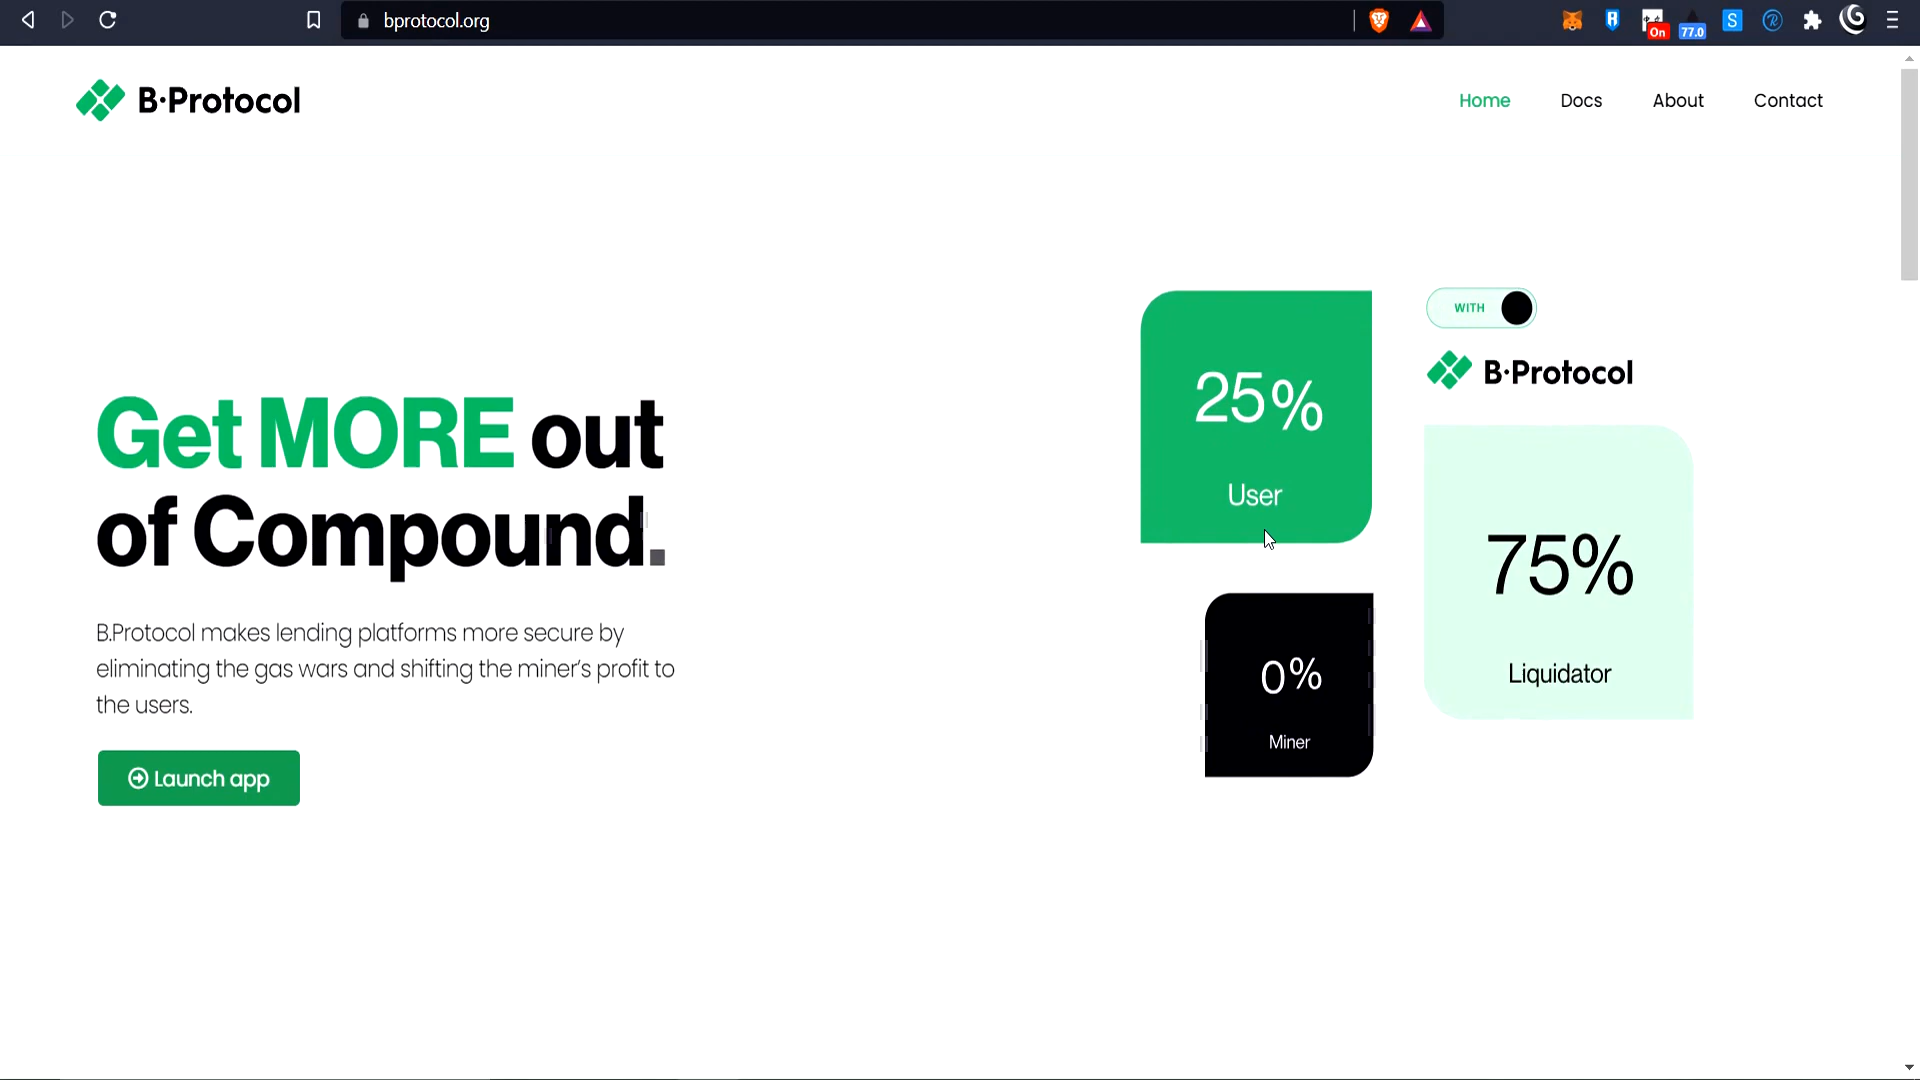 bprotocol.org
On
77.0
S
B·Protocol
Home
Docs
About
Contact
WITH
B·Protocol
25%
User
75%
Liquidator
0%
Miner
Get MORE out
of Compound.
B.Protocol makes lending platforms more secure by
eliminating the gas wars and shifting the miner's profit to
the users.
Launch app